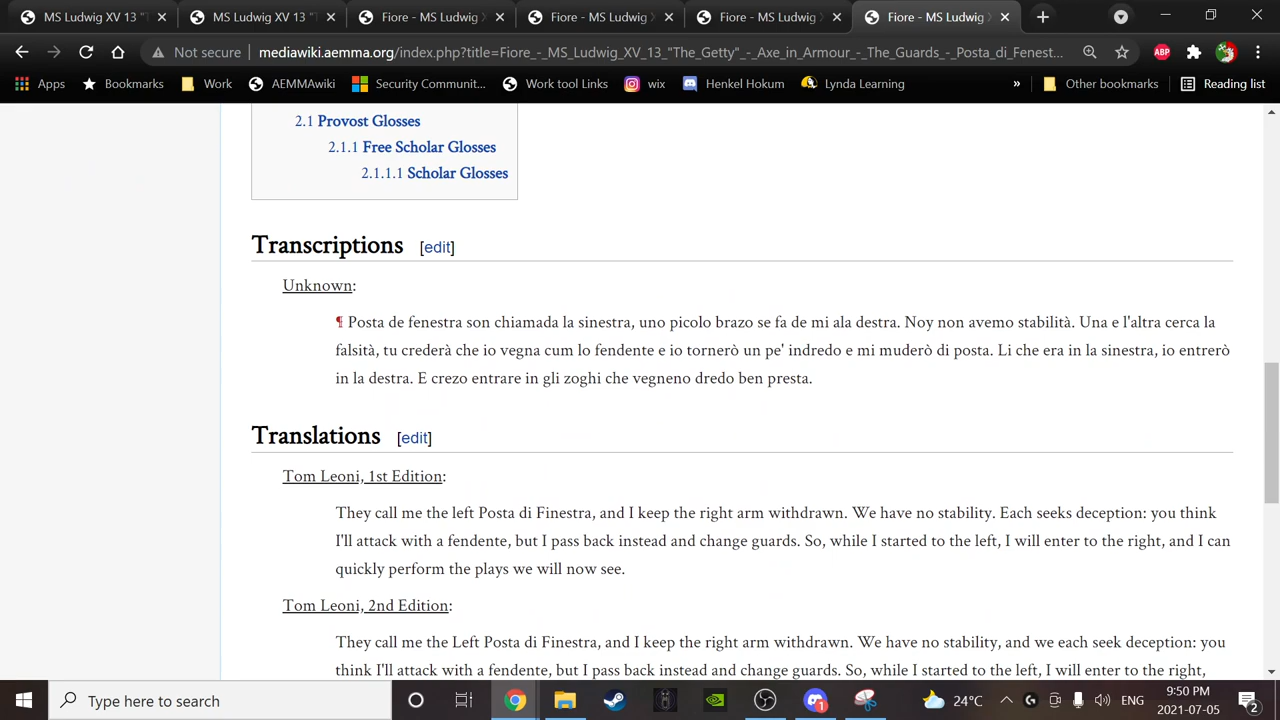 MS Ludwig XV 13 "T
MS Ludwig XV 13 "T
Fiore - MS Ludwig
Fiore - MS Ludwig
Fiore - MS Ludwig
Fiore - MS Ludwig
Not secure mediawiki.aemma.org/index.php?title=Fiore_-_MS_Ludwig_XV_13_"The_Getty"_-_Axe_in_Armour_-_The_Guards_-_Posta_di_Fenest...
ABP
Apps Bookmarks Work AEMMAwiki Security Communit... Work tool Links wix Henkel Hokum Lynda Learning » Other bookmarks Reading list
2.1 Provost Glosses
2.1.1 Free Scholar Glosses
2.1.1.1 Scholar Glosses
Transcriptions [edit]
Unknown:
¶ Posta de fenestra son chiamada la sinestra, uno picolo brazo se fa de mi ala destra. Noy non avemo stabilità. Una e l'altra cerca la
falsità, tu crederà che io vegna cum lo fendente e io tornerò un pe' indredo e mi muderò di posta. Li che era in la sinestra, io entrerò
in la destra. E crezo entrare in gli zoghi che vegneno dredo ben presta.
Translations [edit]
Tom Leoni, 1st Edition:
They call me the left Posta di Finestra, and I keep the right arm withdrawn. We have no stability. Each seeks deception: you think
I'll attack with a fendente, but I pass back instead and change guards. So, while I started to the left, I will enter to the right, and I can
quickly perform the plays we will now see.
Tom Leoni, 2nd Edition:
They call me the Left Posta di Finestra, and I keep the right arm withdrawn. We have no stability, and we each seek deception: you
think I'll attack with a fendente, but I pass back instead and change guards. So, while I started to the left, I will enter to the right,
Type here to search
1
24°C
ENG
9:50 PM
2021-07-05
2